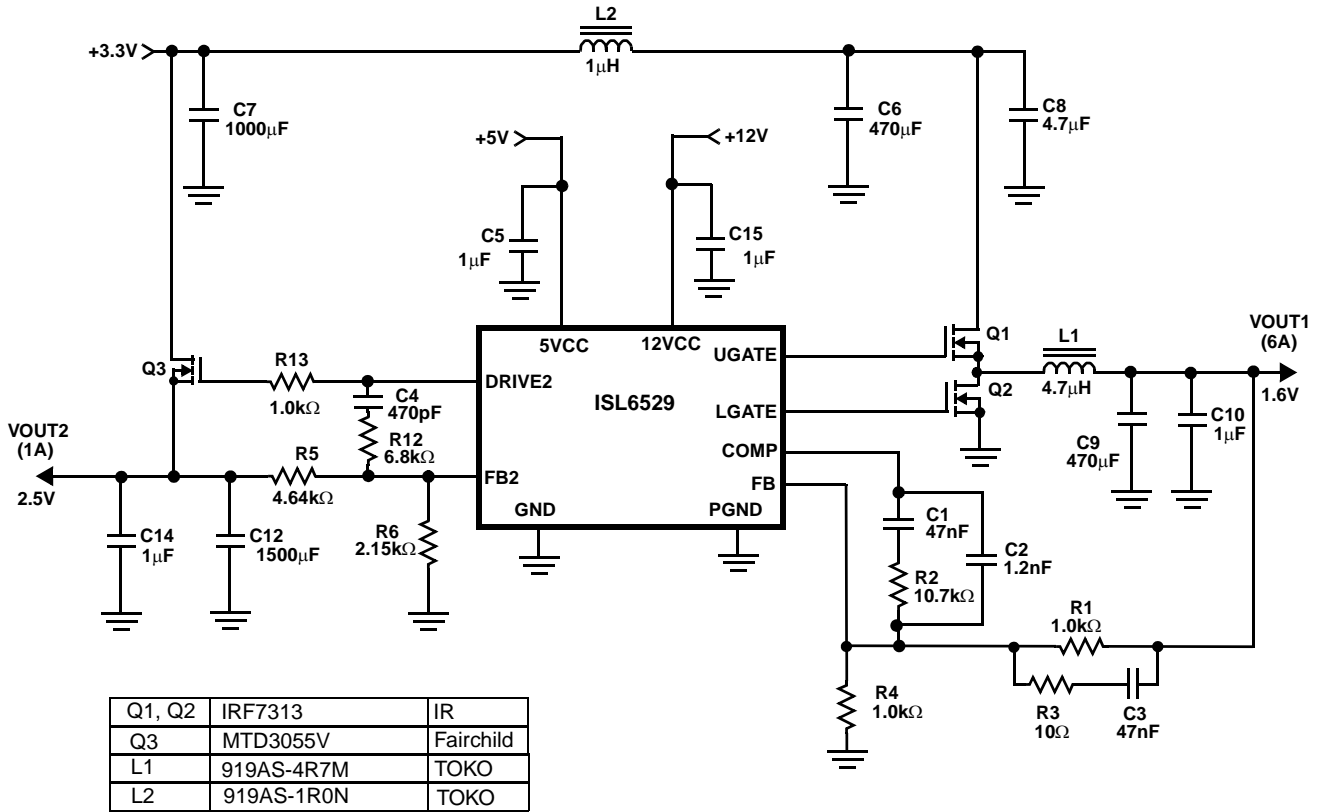 L2
+3.3V
1μH
C7
1000μF
C6
470μF
C8
4.7μF
+5V
+12V
C5
1μF
C15
1μF
5VCC
12VCC
UGATE
Q1
L1
VOUT1
(6A)
Q3
R13
1.0kΩ
DRIVE2
ISL6529
LGATE
Q2
4.7μH
1.6V
C4
470pF
R12
6.8kΩ
C9
470μF
C10
1μF
VOUT2
(1A)
2.5V
R5
4.64kΩ
FB2
COMP
FB
GND
PGND
C14
1μF
C12
1500μF
R6
2.15kΩ
C1
47nF
C2
1.2nF
R2
10.7kΩ
R1
1.0kΩ
R4
1.0kΩ
R3
10Ω
C3
47nF
Q1, Q2 IRF7313 IR
Q3 MTD3055V Fairchild
L1 919AS-4R7M TOKO
L2 919AS-1R0N TOKO